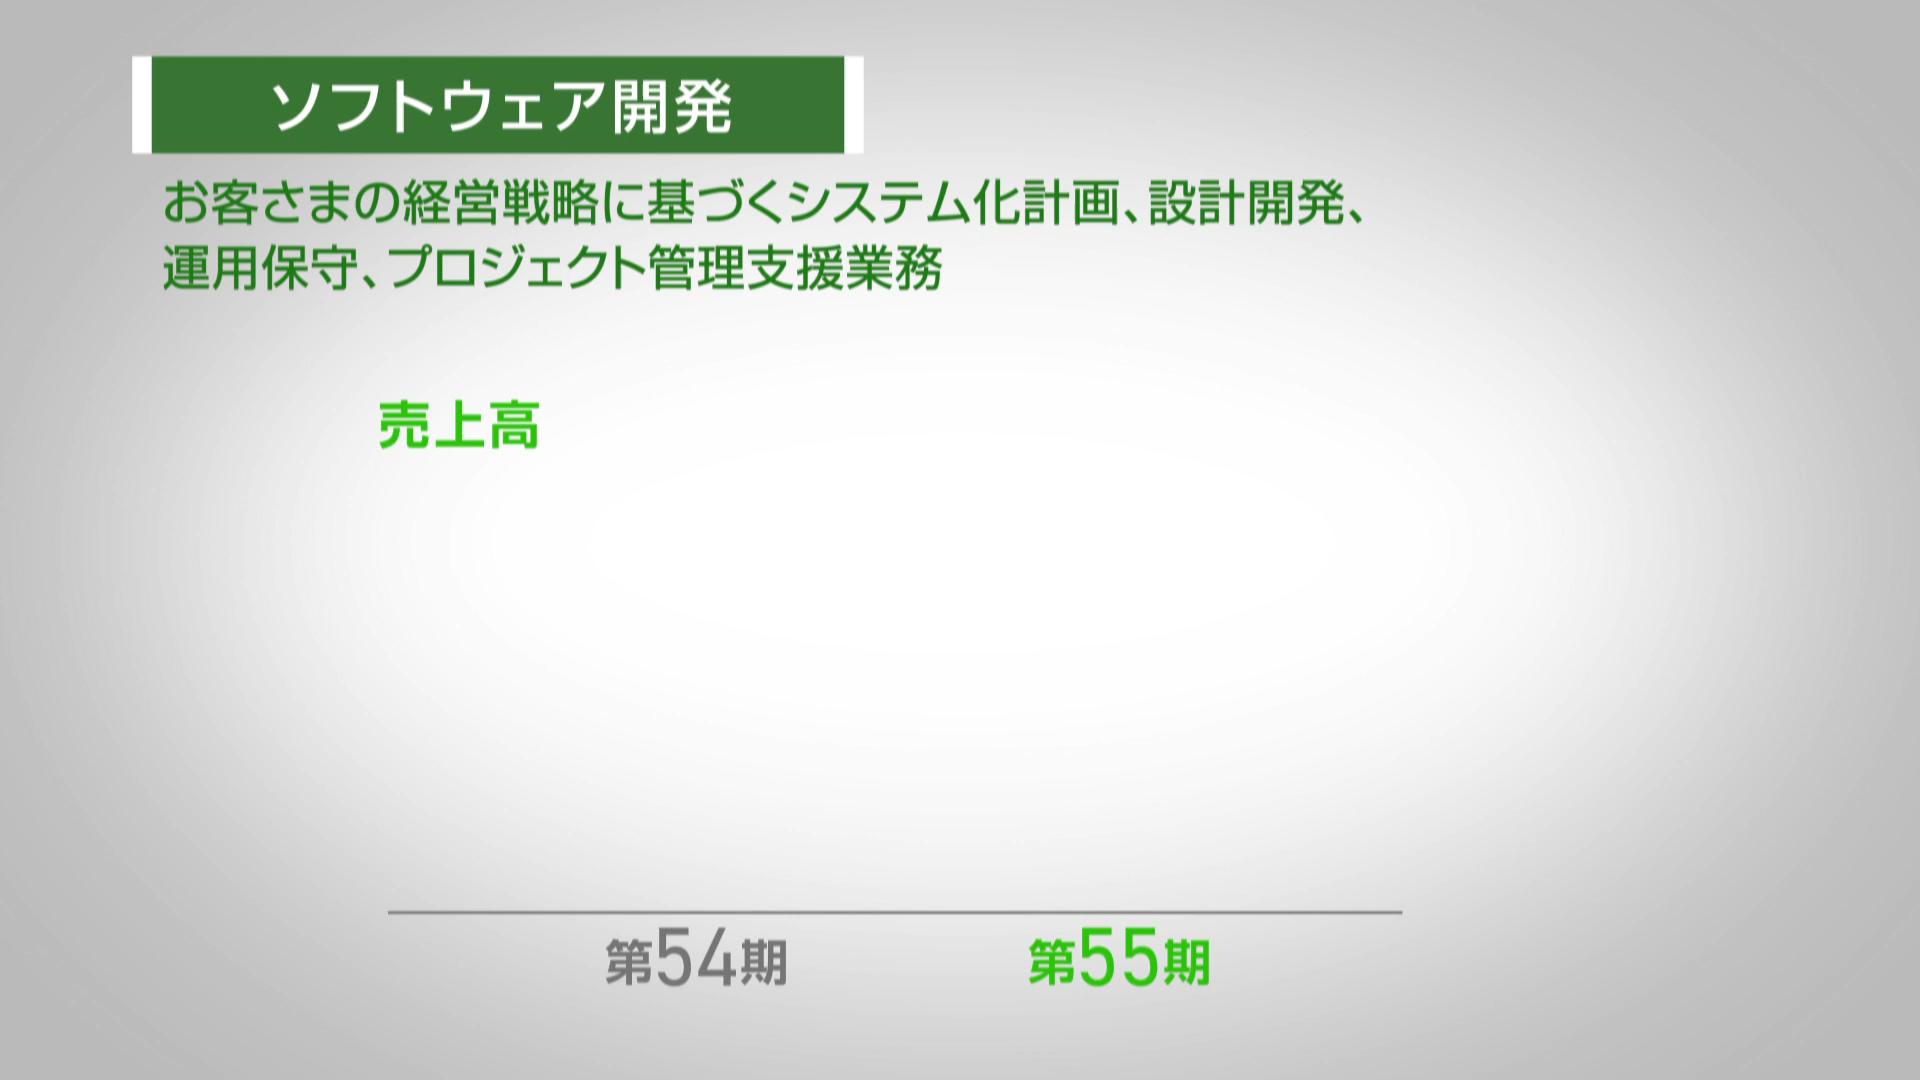 ソフトウェア開発
お客さまの経営戦略に基づくシステム化計画、設計開発、
運用保守、プロジェクト管理支援業務
売上高
第54期
第55期